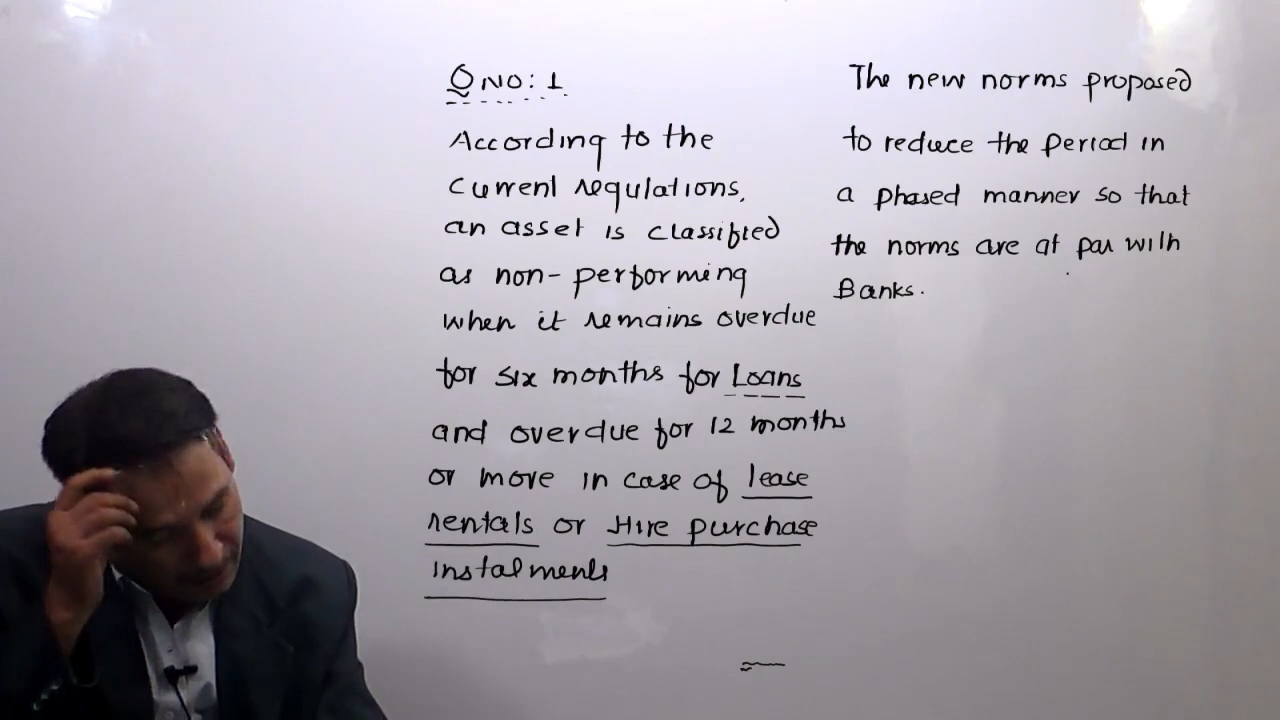 Q NO: 1
According to the
current regulations,
an asset is classified
as non-performing
when it remains overdue
for six months for Loans
and overdue for 12 months
or more in case of lease
rentals or Hire purchase
instalments
The new norms proposed
to reduce the period in
a phased manner so that
the norms are at par with
Banks.